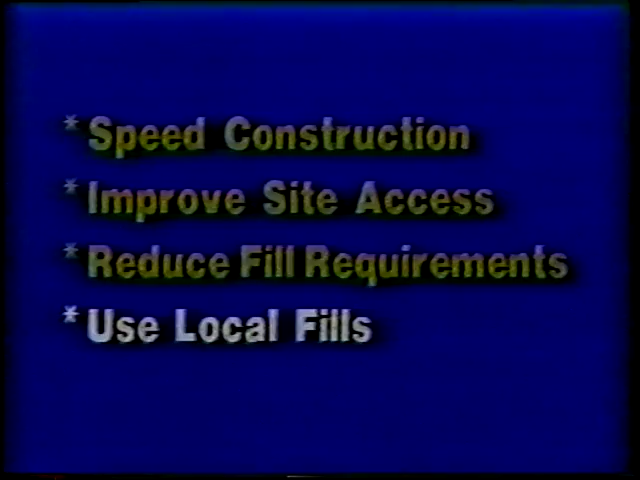 * Speed Construction
* Improve Site Access
* Reduce Fill Requirements
* Use Local Fills